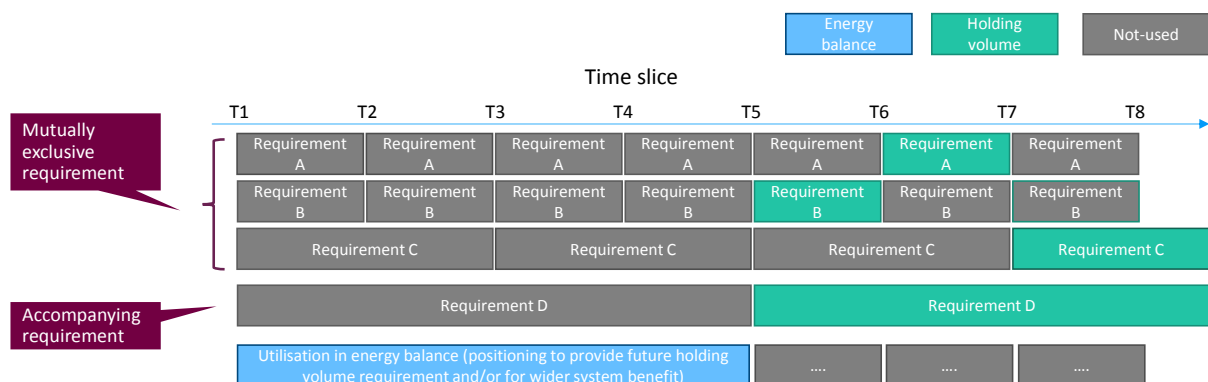 Energy
balance
Holding
volume
Not-used
Time slice
T1 T2 T3 T4 T5 T6 T7 T8
Mutually
exclusive
requirement
Requirement Requirement Requirement Requirement Requirement Requirement Requirement
A A A A A A A
Requirement Requirement Requirement Requirement Requirement Requirement Requirement
B B B B B B B
Requirement C Requirement C Requirement C Requirement C
Accompanying
requirement
Requirement D Requirement D
Utilisation in energy balance (positioning to provide future holding
volume requirement and/or for wider system benefit)
.... .... ....